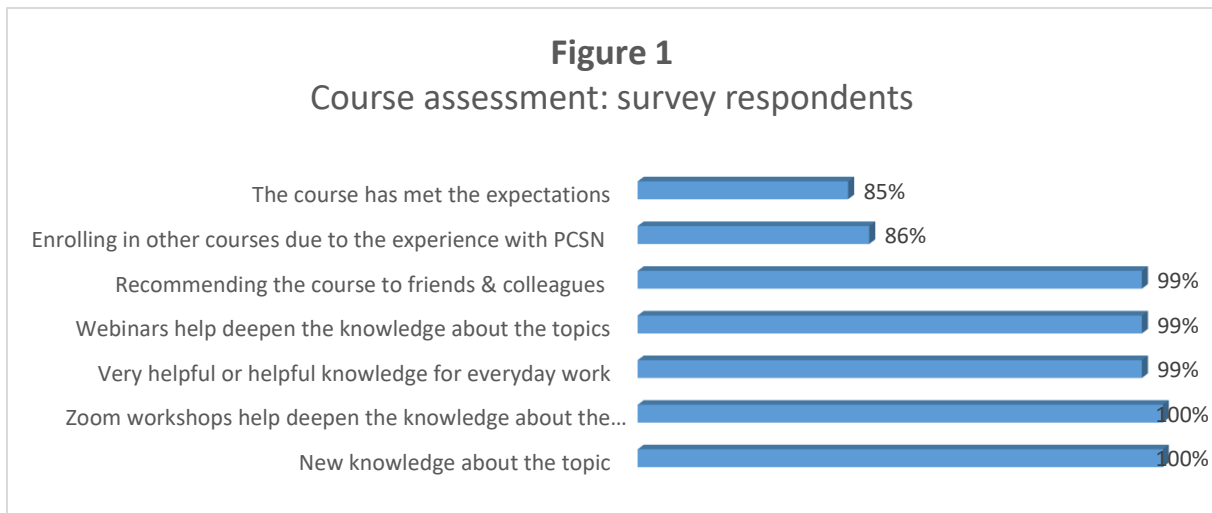 Figure 1
Course assessment: survey respondents
The course has met the expectations 85%
Enrolling in other courses due to the experience with PCSN 86%
Recommending the course to friends & colleagues 99%
Webinars help deepen the knowledge about the topics 99%
Very helpful or helpful knowledge for everyday work 99%
Zoom workshops help deepen the knowledge about the… 100%
New knowledge about the topic 100%